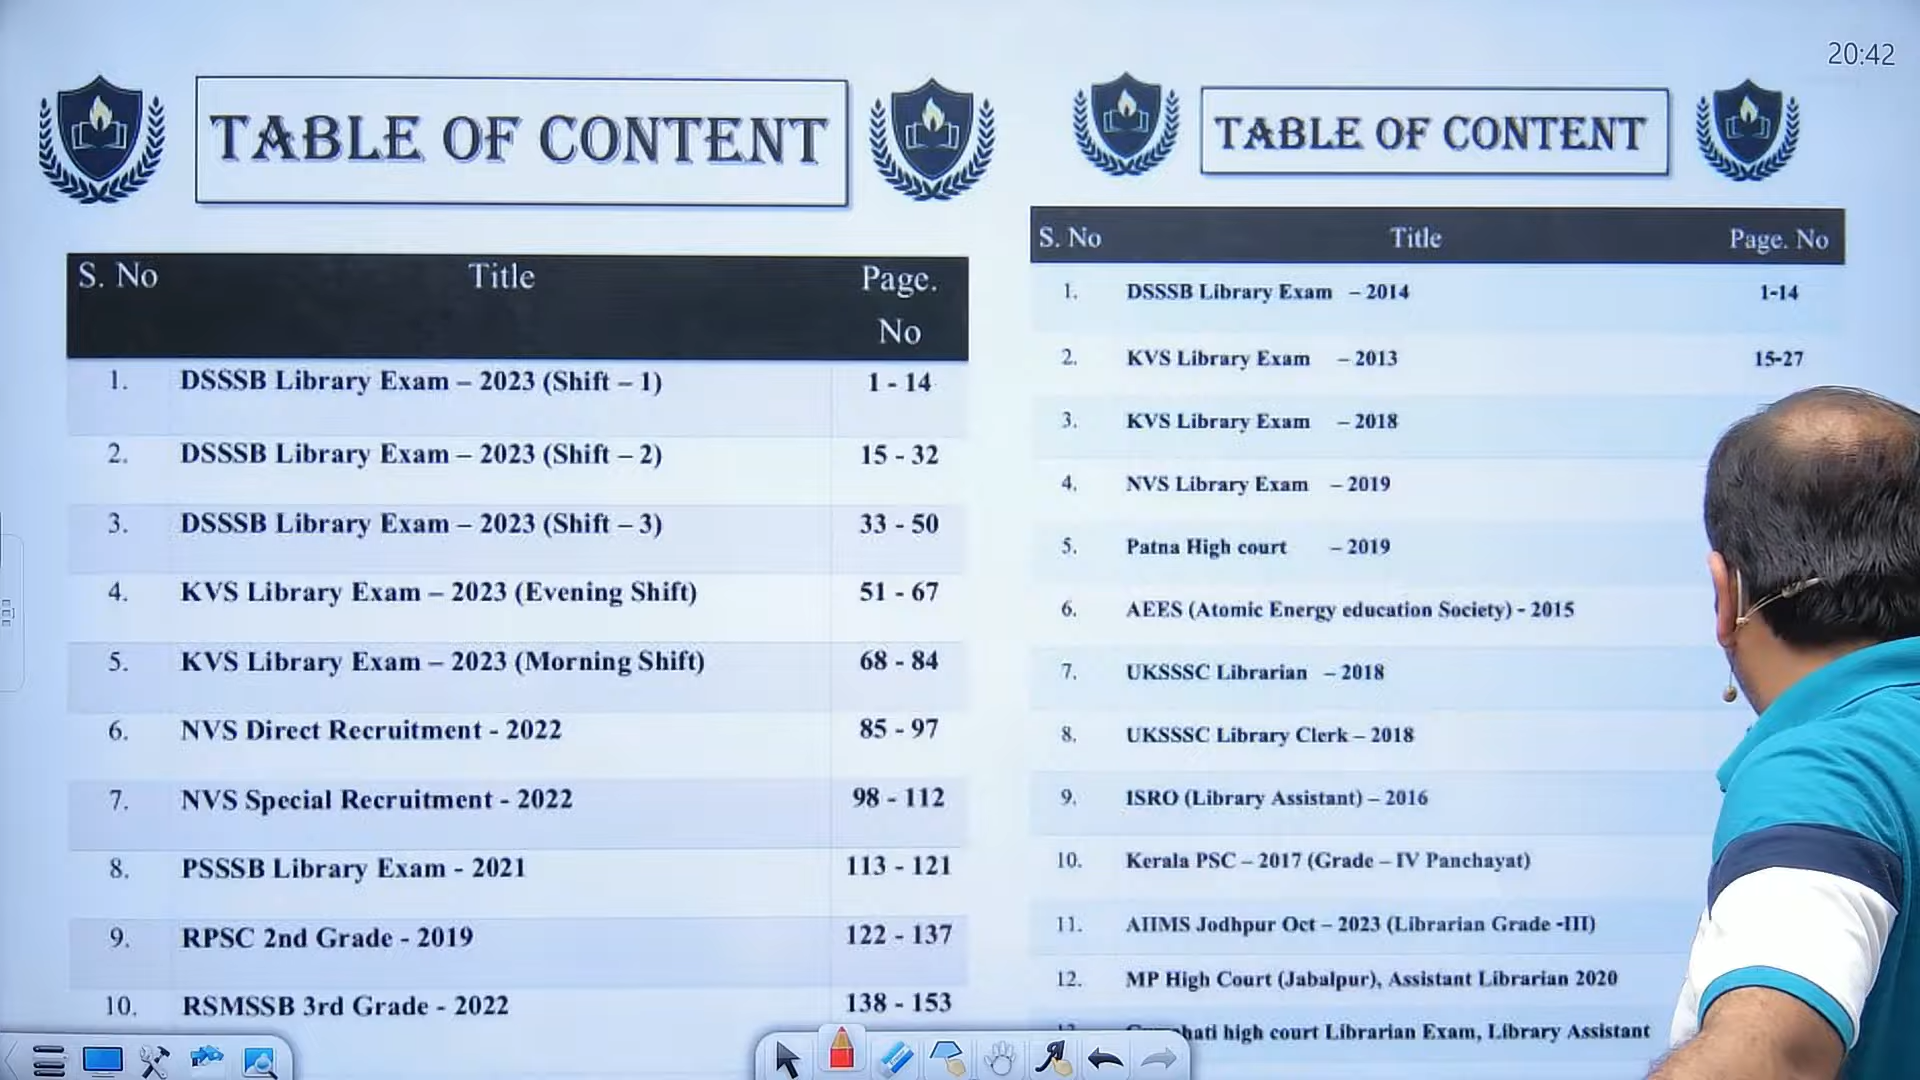 20:42
TABLE OF CONTENT
S. No Title Page. No
1. DSSSB Library Exam – 2023 (Shift – 1) 1 - 14
2. DSSSB Library Exam – 2023 (Shift – 2) 15 - 32
3. DSSSB Library Exam – 2023 (Shift – 3) 33 - 50
4. KVS Library Exam – 2023 (Evening Shift) 51 - 67
5. KVS Library Exam – 2023 (Morning Shift) 68 - 84
6. NVS Direct Recruitment - 2022 85 - 97
7. NVS Special Recruitment - 2022 98 - 112
8. PSSSB Library Exam - 2021 113 - 121
9. RPSC 2nd Grade - 2019 122 - 137
10. RSMSSB 3rd Grade - 2022 138 - 153
TABLE OF CONTENT
S. No Title Page. No
1. DSSSB Library Exam – 2014 1-14
2. KVS Library Exam – 2013 15-27
3. KVS Library Exam – 2018
4. NVS Library Exam – 2019
5. Patna High court – 2019
6. AEES (Atomic Energy education Society) - 2015
7. UKSSSC Librarian – 2018
8. UKSSSC Library Clerk – 2018
9. ISRO (Library Assistant) – 2016
10. Kerala PSC – 2017 (Grade – IV Panchayat)
11. AIIMS Jodhpur Oct – 2023 (Librarian Grade -III)
12. MP High Court (Jabalpur), Assistant Librarian 2020
high court Librarian Exam, Library Assistant